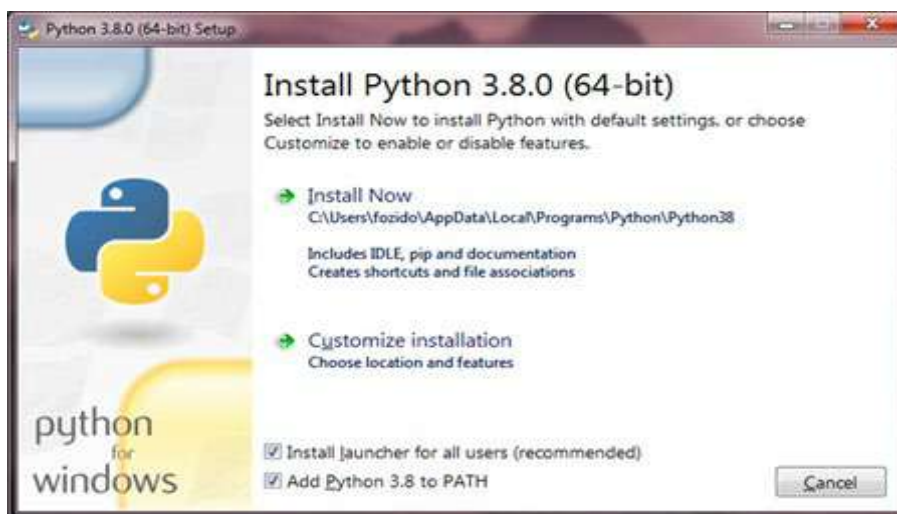 Python 3.8.0 (64-bit) Setup
Install Python 3.8.0 (64-bit)
Select Install Now to install Python with default settings, or choose
Customize to enable or disable features.
Install Now
C:\Users\fozido\AppData\Local\Programs\Python\Python38
Includes IDLE, pip and documentation
Creates shortcuts and file associations
Customize installation
Choose location and features
python
for
windows
Install launcher for all users (recommended)
Add Python 3.8 to PATH
Cancel